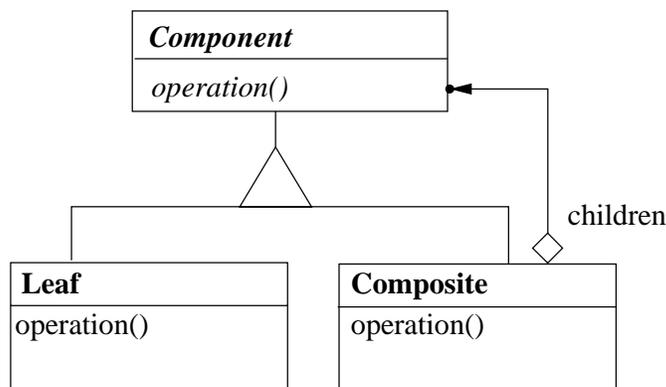 Component
operation()
children
Leaf
operation()
Composite
operation()